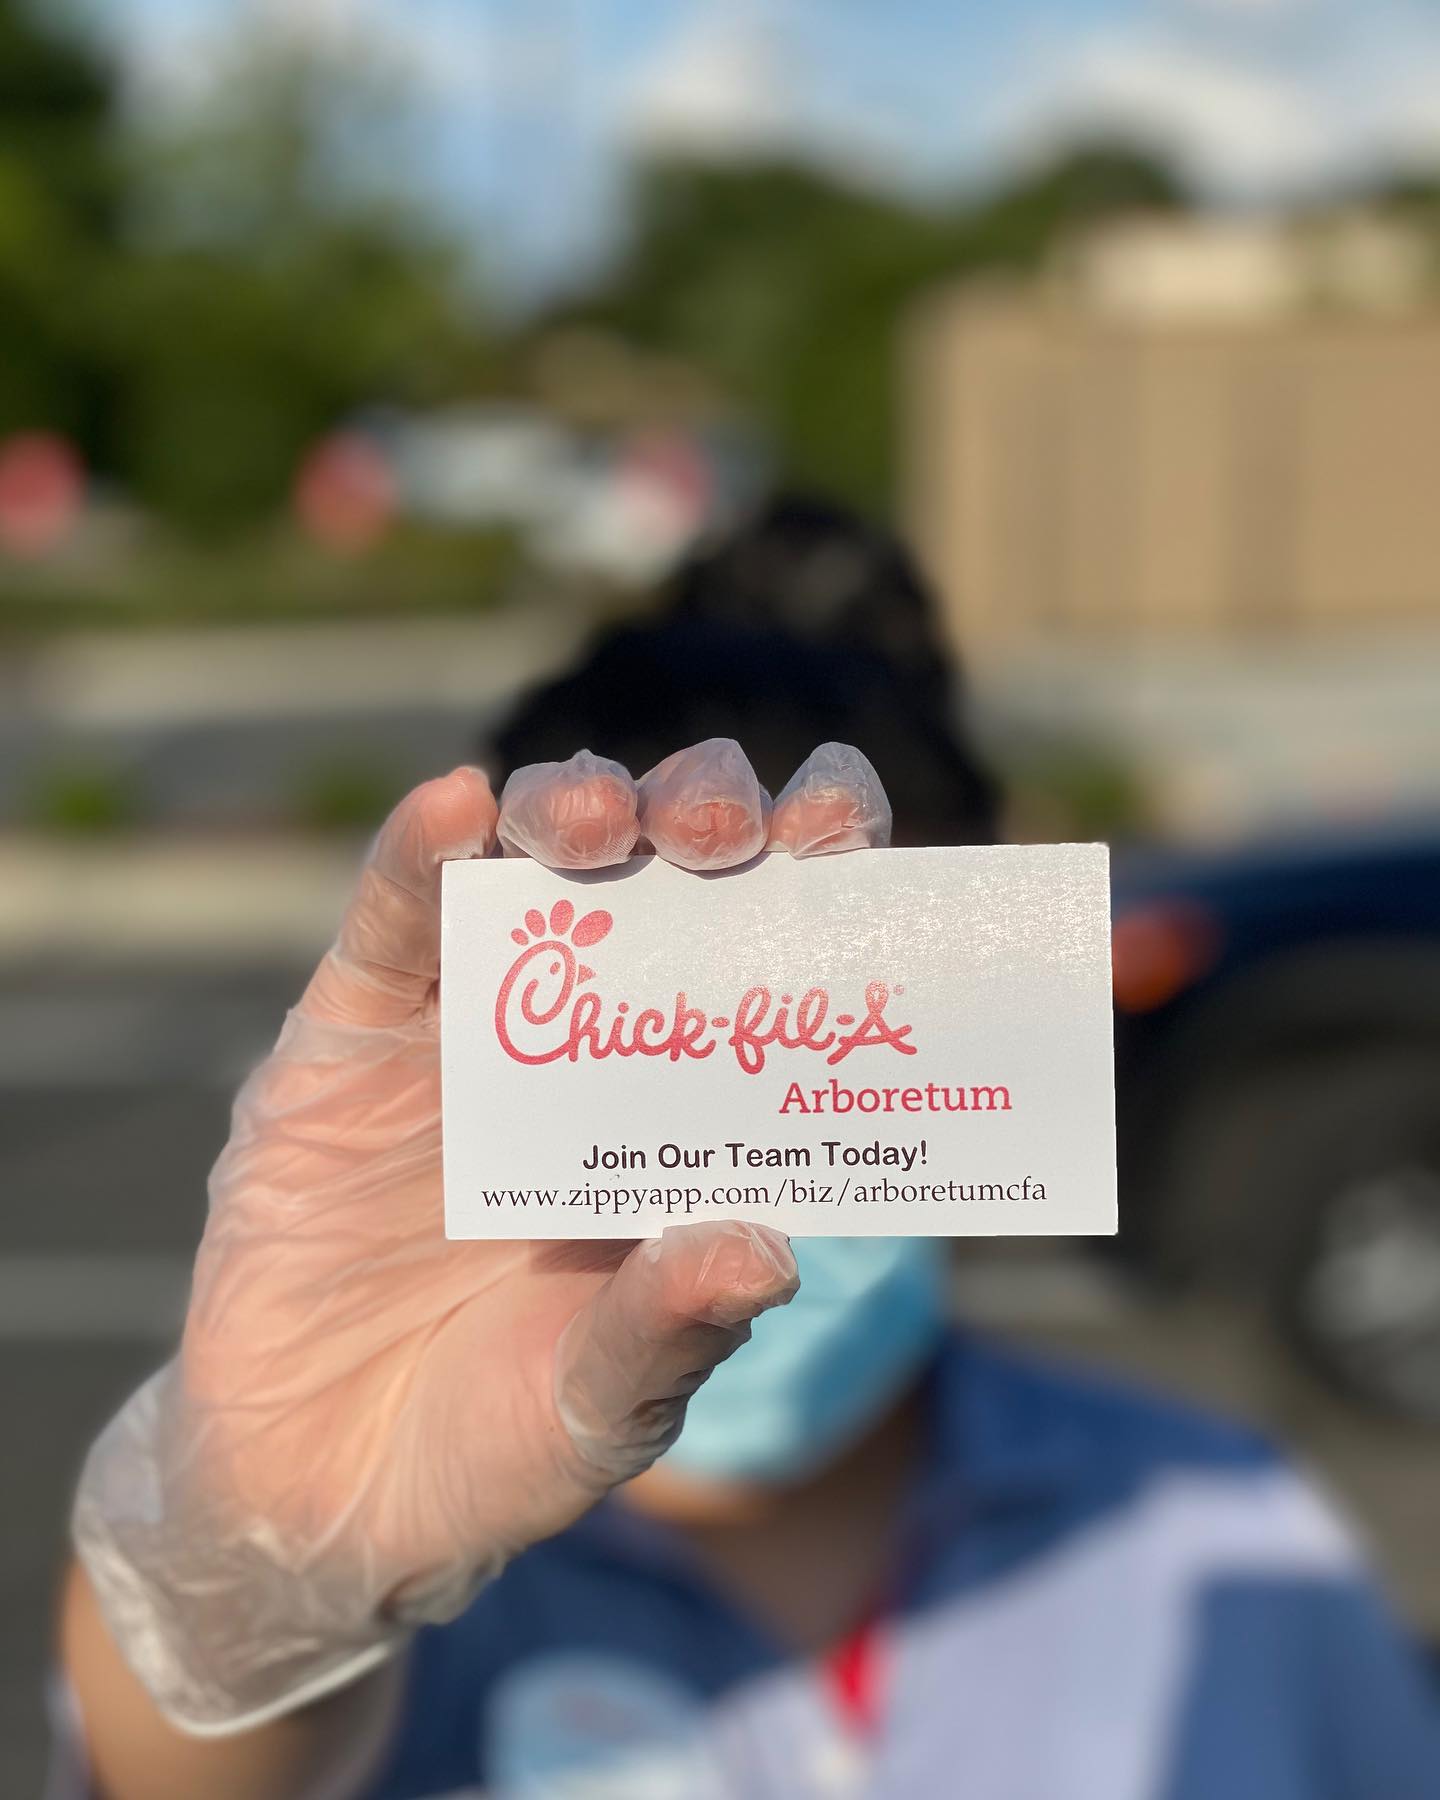 Chick-fil-A®
Arboretum
Join Our Team Today!
www.zippyapp.com/biz/arboretumcfa